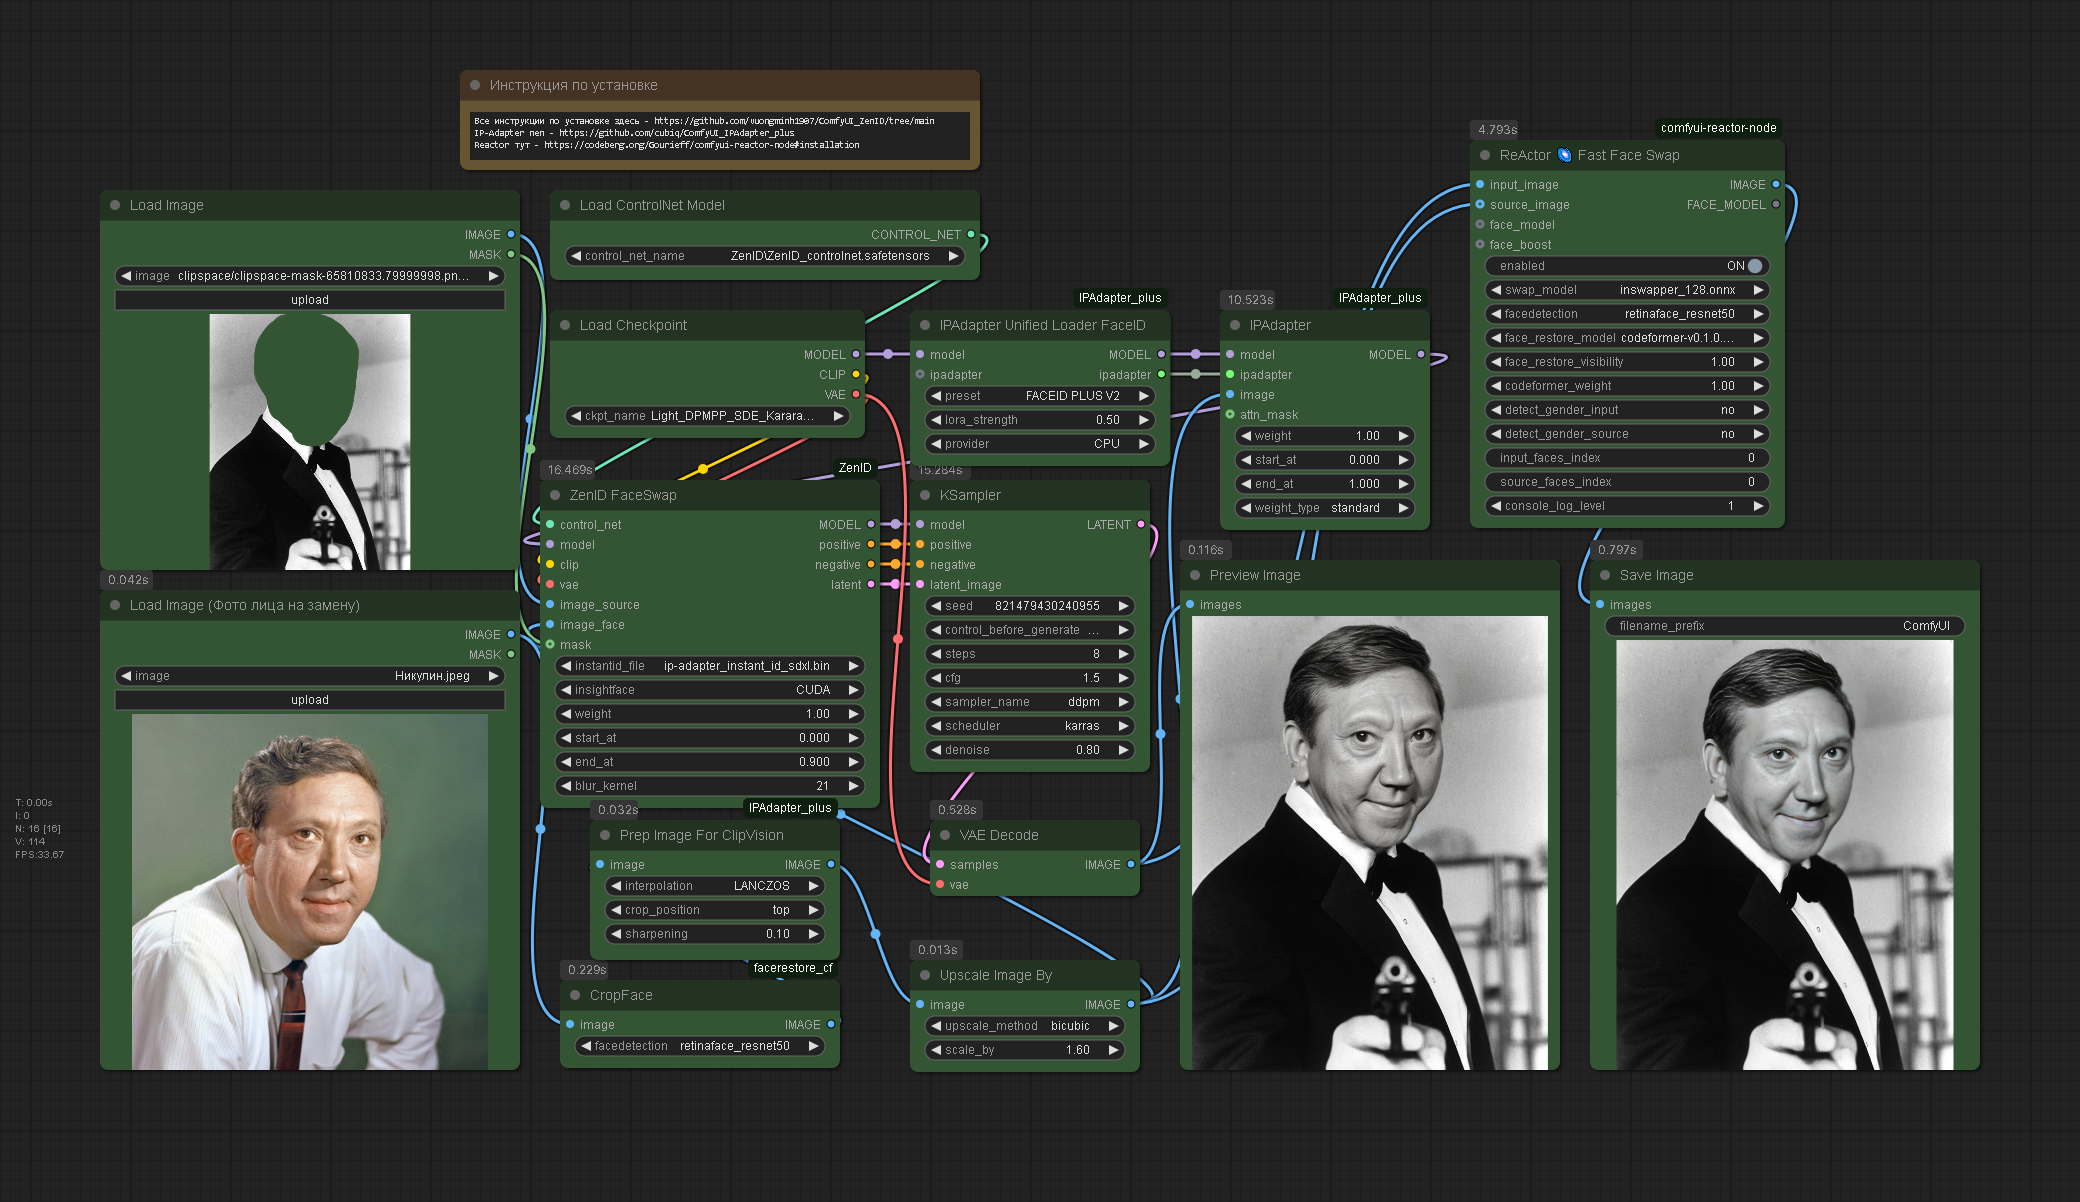 Инструкция по установке
Все инструкции по установке здесь - https://github.com/vuongminh1907/ComfyUI_ZenID/tree/main
IP-Adapter пеп - https://github.com/cubiq/ComfyUI_IPAdapter_plus
Reactor тут - https://codeberg.org/Gourieff/comfyui-reactor-node#installation
Load Image
IMAGE
MASK
image clipspace/clipspace-mask-65810833.79999998.pn...
upload
0.042s
Load Image (Фото лица на замену)
IMAGE
MASK
image Никулин.jpeg
upload
T: 0.00s
I: 0
N: 16 [16]
V: 114
FPS:33.67
Load ControlNet Model
CONTROL_NET
control_net_name ZenID\ZenID_controlnet.safetensors
Load Checkpoint
MODEL
CLIP
VAE
ckpt_name Light_DPMPP_SDE_Karara...
16.469s
ZenID
ZenID FaceSwap
control_net MODEL
model positive
clip negative
vae latent
image_source
image_face
mask
instantid_file ip-adapter_instant_id_sdxl.bin
insightface CUDA
weight 1.00
start_at 0.000
end_at 0.900
blur_kernel 21
0.032s
IPAdapter_plus
Prep Image For ClipVision
image IMAGE
interpolation LANCZOS
crop_position top
sharpening 0.10
0.229s
facerestore_cf
CropFace
image IMAGE
facedetection retinaface_resnet50
IPAdapter_plus
IPAdapter Unified Loader FaceID
model MODEL
ipadapter ipadapter
preset FACEID PLUS V2
lora_strength 0.50
provider CPU
15.284s
KSampler
model LATENT
positive
negative
latent_image
seed 821479430240955
control_before_generate ...
steps 8
cfg 1.5
sampler_name ddpm
scheduler karras
denoise 0.80
0.528s
VAE Decode
samples IMAGE
vae
0.013s
Upscale Image By
image IMAGE
upscale_method bicubic
scale_by 1.60
10.523s
IPAdapter_plus
IPAdapter
model MODEL
ipadapter
image
attn_mask
weight 1.00
start_at 0.000
end_at 1.000
weight_type standard
0.116s
Preview Image
images
4.793s
comfyui-reactor-node
ReActor Fast Face Swap
input_image IMAGE
source_image FACE_MODEL
face_model
face_boost
enabled ON
swap_model inswapper_128.onnx
facedetection retinaface_resnet50
face_restore_model codeformer-v0.1.0....
face_restore_visibility 1.00
codeformer_weight 1.00
detect_gender_input no
detect_gender_source no
input_faces_index 0
source_faces_index 0
console_log_level 1
0.797s
Save Image
images
filename_prefix ComfyUI